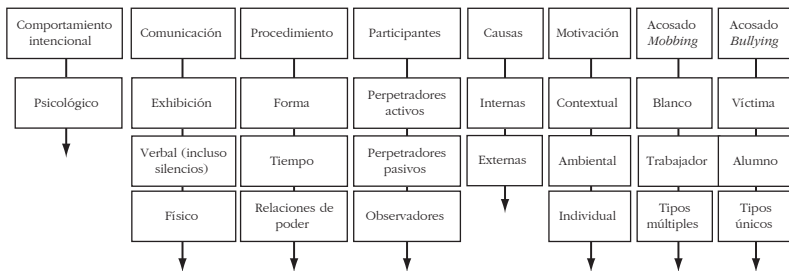 Comportamiento
intencional
Comunicación
Procedimiento
Participantes
Causas
Motivación
Acosado
Mobbing
Acosado
Bullying
Psicológico
Exhibición
Forma
Perpetradores
activos
Internas
Contextual
Blanco
Víctima
Verbal (incluso
silencios)
Tiempo
Perpetradores
pasivos
Externas
Ambiental
Trabajador
Alumno
Físico
Relaciones de
poder
Observadores
Individual
Tipos
múltiples
Tipos
únicos